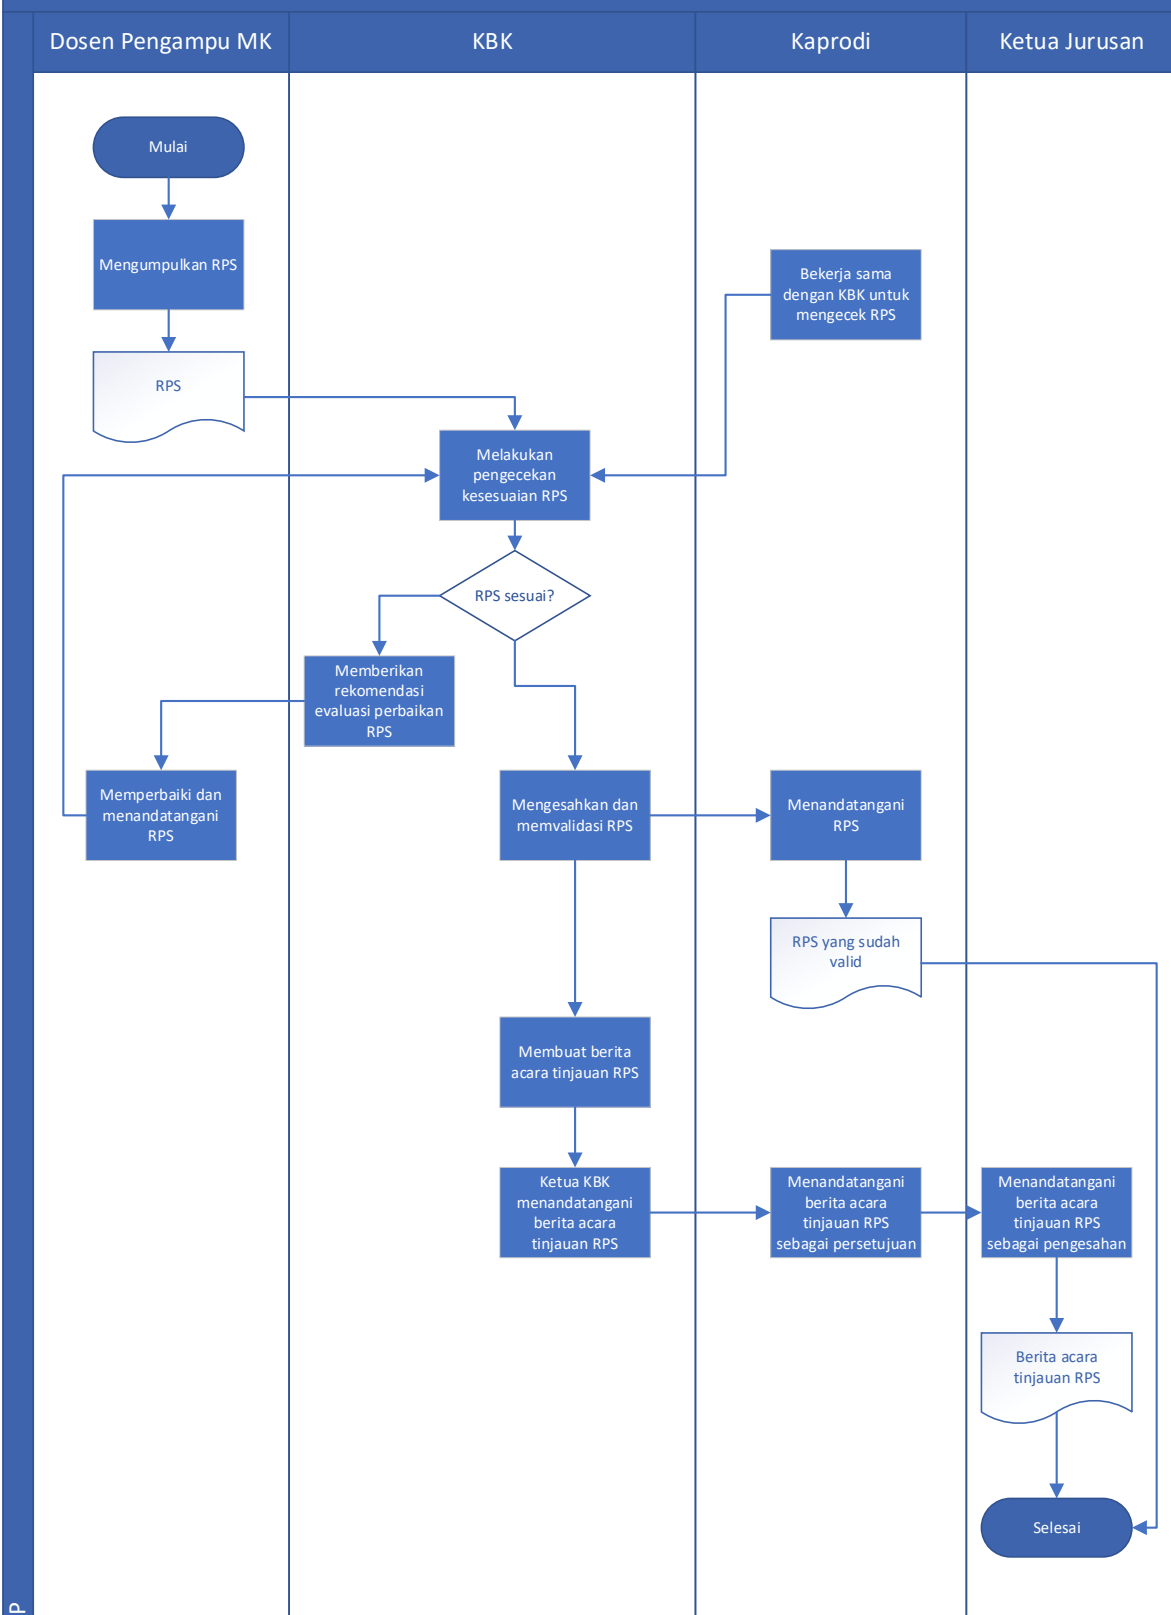 Dosen Pengampu MK
KBK
Kaprodi
Ketua Jurusan
Mulai
Mengumpulkan RPS
Bekerja sama
dengan KBK untuk
mengecek RPS
RPS
Melakukan
pengecekan
kesesuaian RPS
RPS sesuai?
Memberikan
rekomendasi
evaluasi perbaikan
RPS
Memperbaiki dan
menandatangani
RPS
Mengesahkan dan
memvalidasi RPS
Menandatangani
RPS
RPS yang sudah
valid
Membuat berita
acara tinjauan RPS
Ketua KBK
menandatangani
berita acara
tinjauan RPS
Menandatangani
berita acara
tinjauan RPS
sebagai persetujuan
Menandatangani
berita acara
tinjauan RPS
sebagai pengesahan
Berita acara
tinjauan RPS
Selesai
P